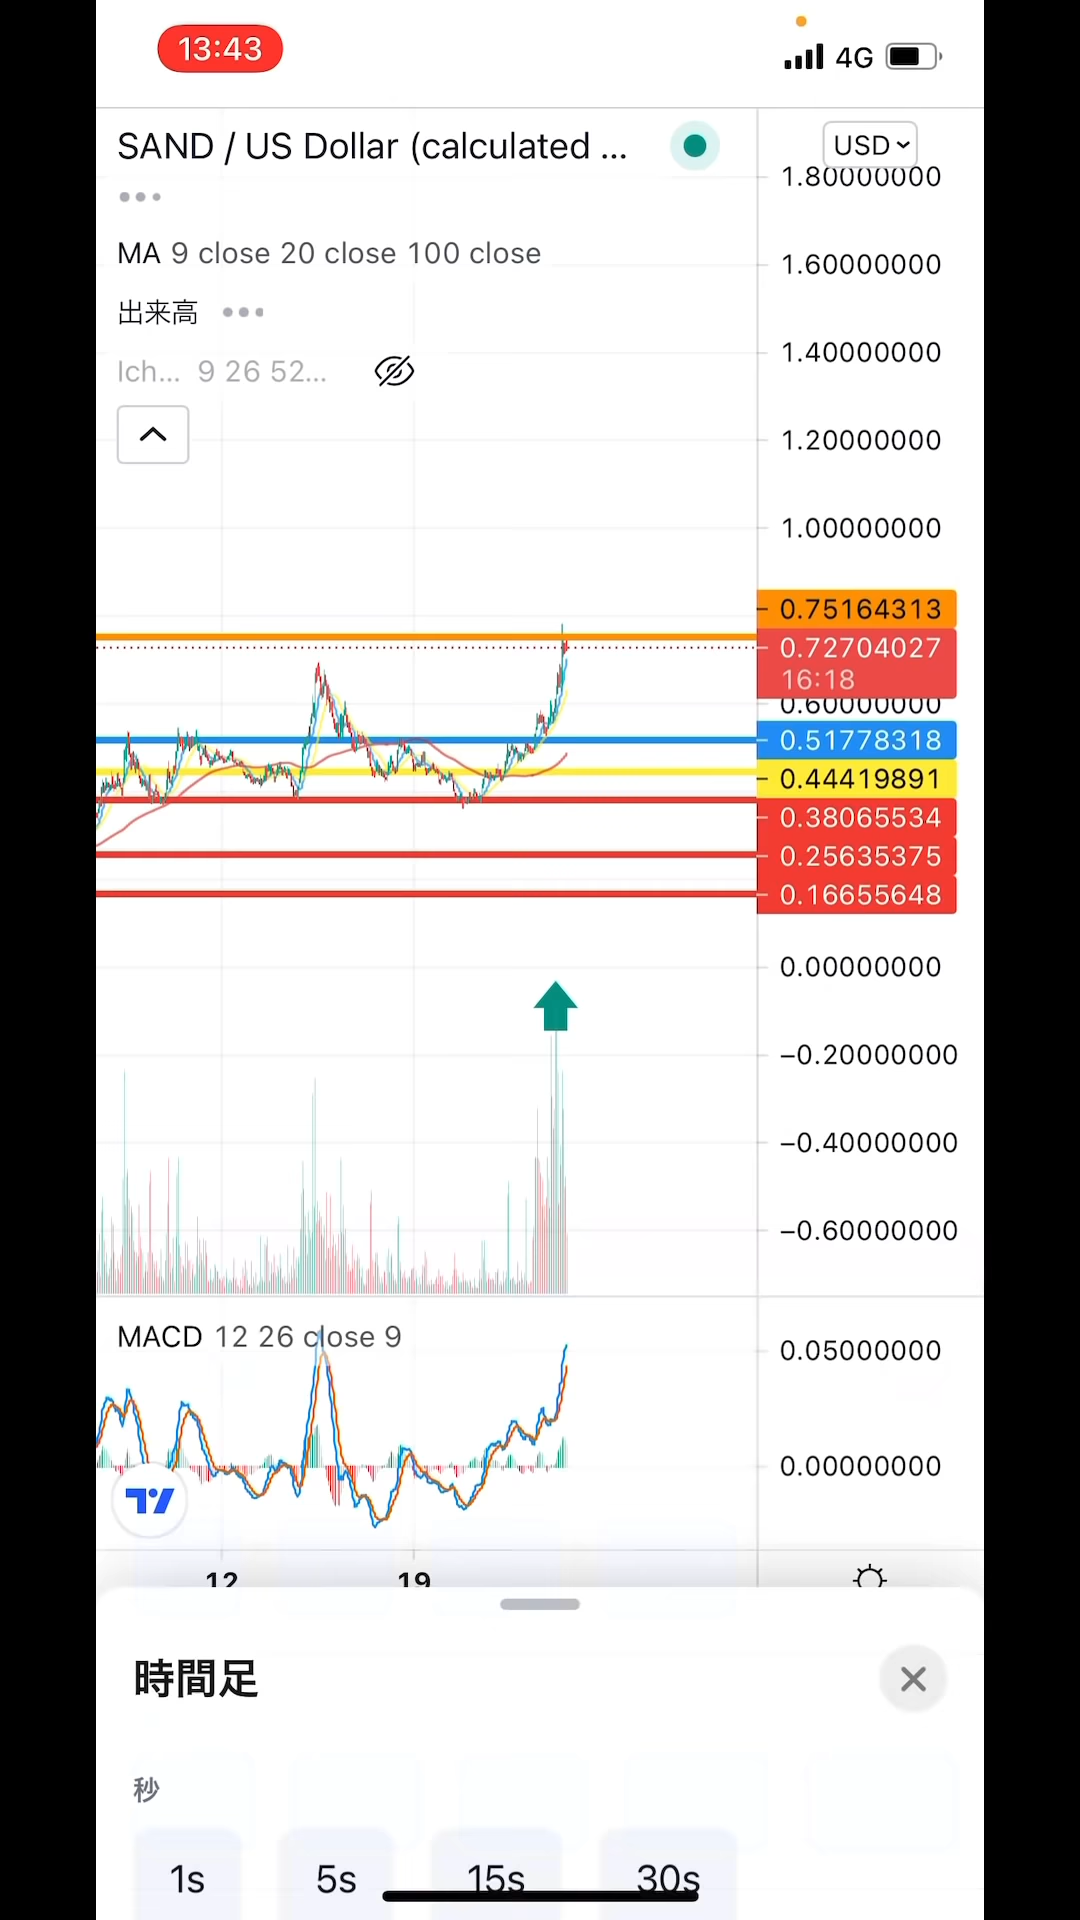 13:43
4G
SAND / US Dollar (calculated ...
USD
1.80000000
MA 9 close 20 close 100 close
1.60000000
出来高
1.40000000
Ich... 9 26 52...
1.20000000
1.00000000
0.75164313
0.72704027
16:18
0.60000000
0.51778318
0.44419891
0.38065534
0.25635375
0.16655648
0.00000000
−0.20000000
−0.40000000
−0.60000000
MACD 12 26 close 9
0.05000000
0.00000000
12 19
時間足
秒
1s 5s 15s 30s